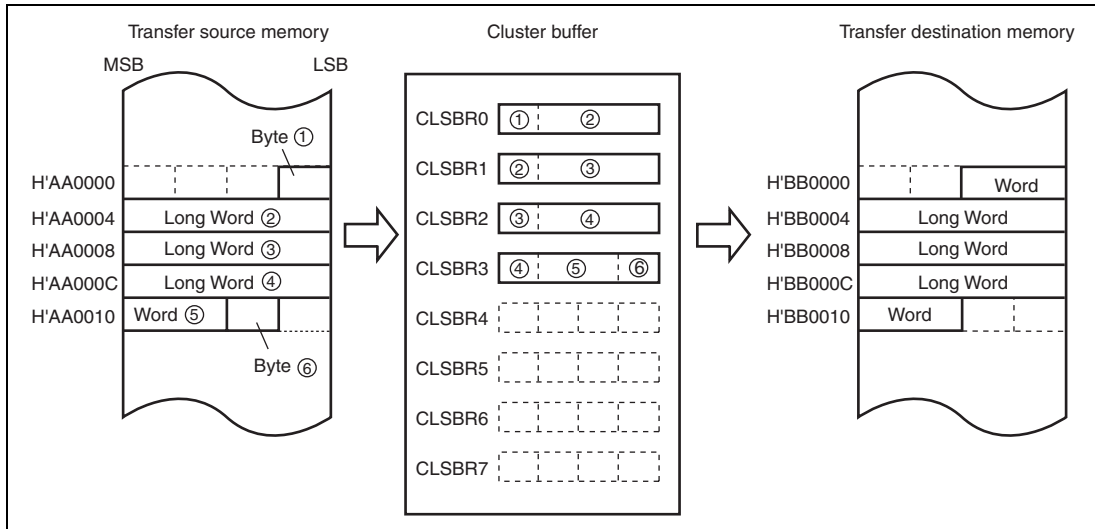 Transfer source memory
Cluster buffer
Transfer destination memory
MSB
LSB
Byte ①
H'AA0000
H'AA0004
Long Word ②
H'AA0008
Long Word ③
H'AA000C
Long Word ④
H'AA0010
Word ⑤
Byte ⑥
CLSBR0
① ②
CLSBR1
② ③
CLSBR2
③ ④
CLSBR3
④ ⑤ ⑥
CLSBR4
CLSBR5
CLSBR6
CLSBR7
H'BB0000
Word
H'BB0004
Long Word
H'BB0008
Long Word
H'BB000C
Long Word
H'BB0010
Word